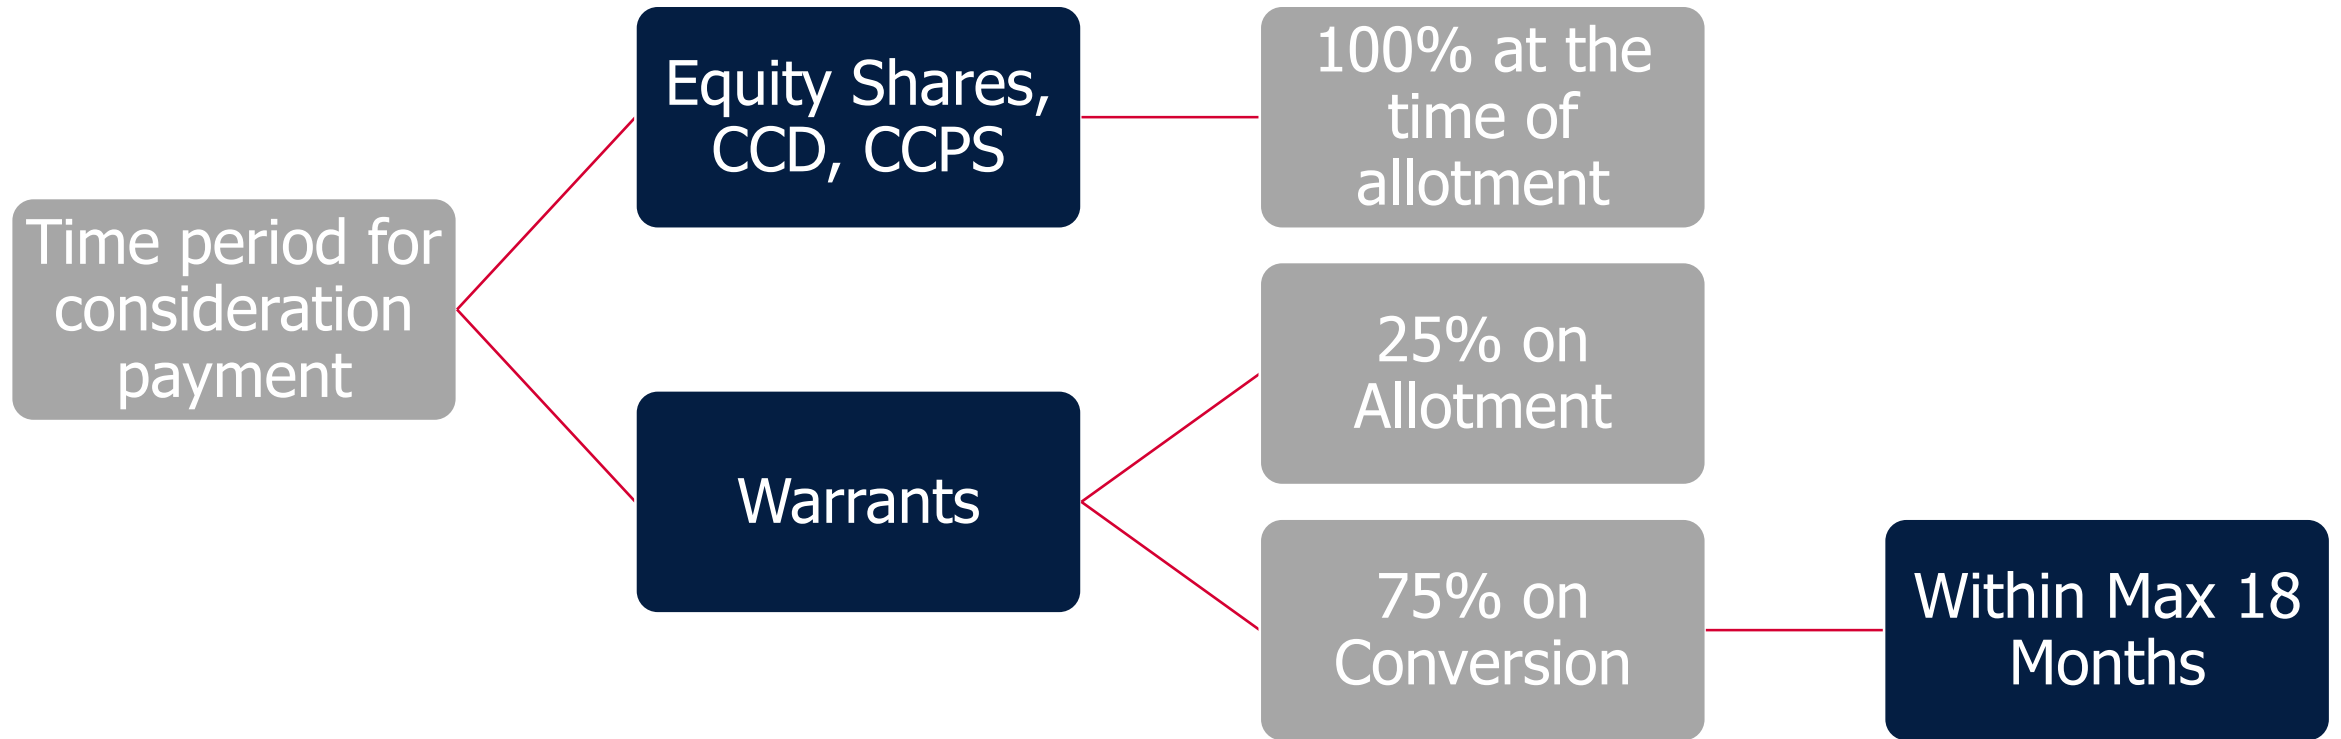 Time period for
consideration
payment
Equity Shares,
CCD, CCPS
100% at the
time of
allotment
Warrants
25% on
Allotment
75% on
Conversion
Within Max 18
Months